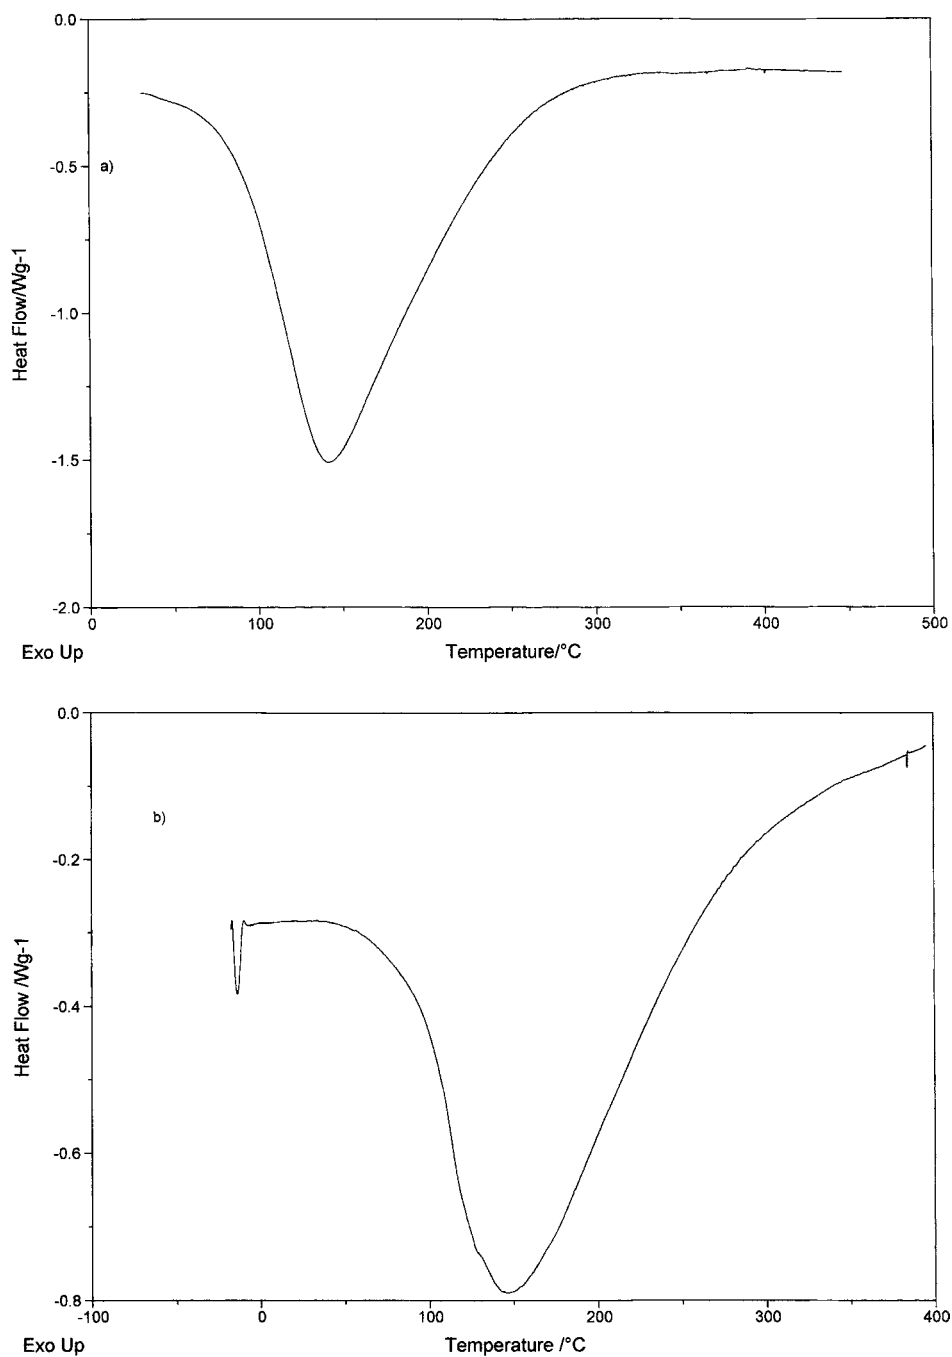 0.0
a)
-0.5
Heat Flow/Wg-1
-1.0
-1.5
-2.0
0 100 200 300 400 500
Exo Up Temperature/°C
0.0
b)
-0.2
Heat Flow /Wg-1
-0.4
-0.6
-0.8
-100 0 100 200 300 400
Exo Up Temperature /°C